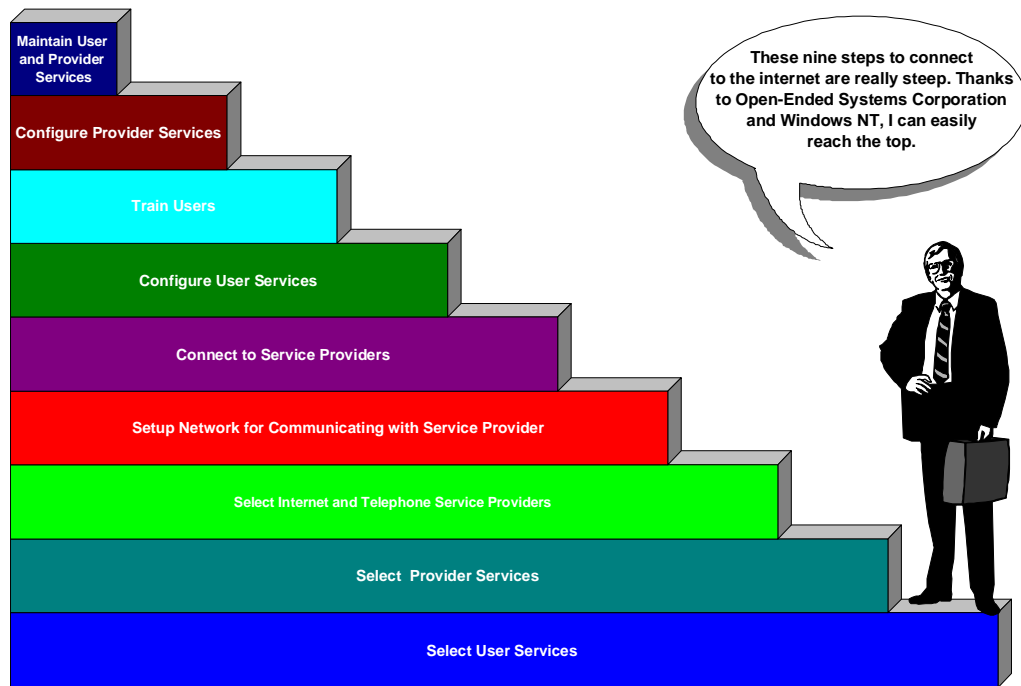 Maintain User
and Provider
Services
These nine steps to connect
to the internet are really steep. Thanks
to Open-Ended Systems Corporation
and Windows NT, I can easily
reach the top.
Configure Provider Services
Train Users
Configure User Services
Connect to Service Providers
Setup Network for Communicating with Service Provider
Select Internet and Telephone Service Providers
Select  Provider Services
Select User Services